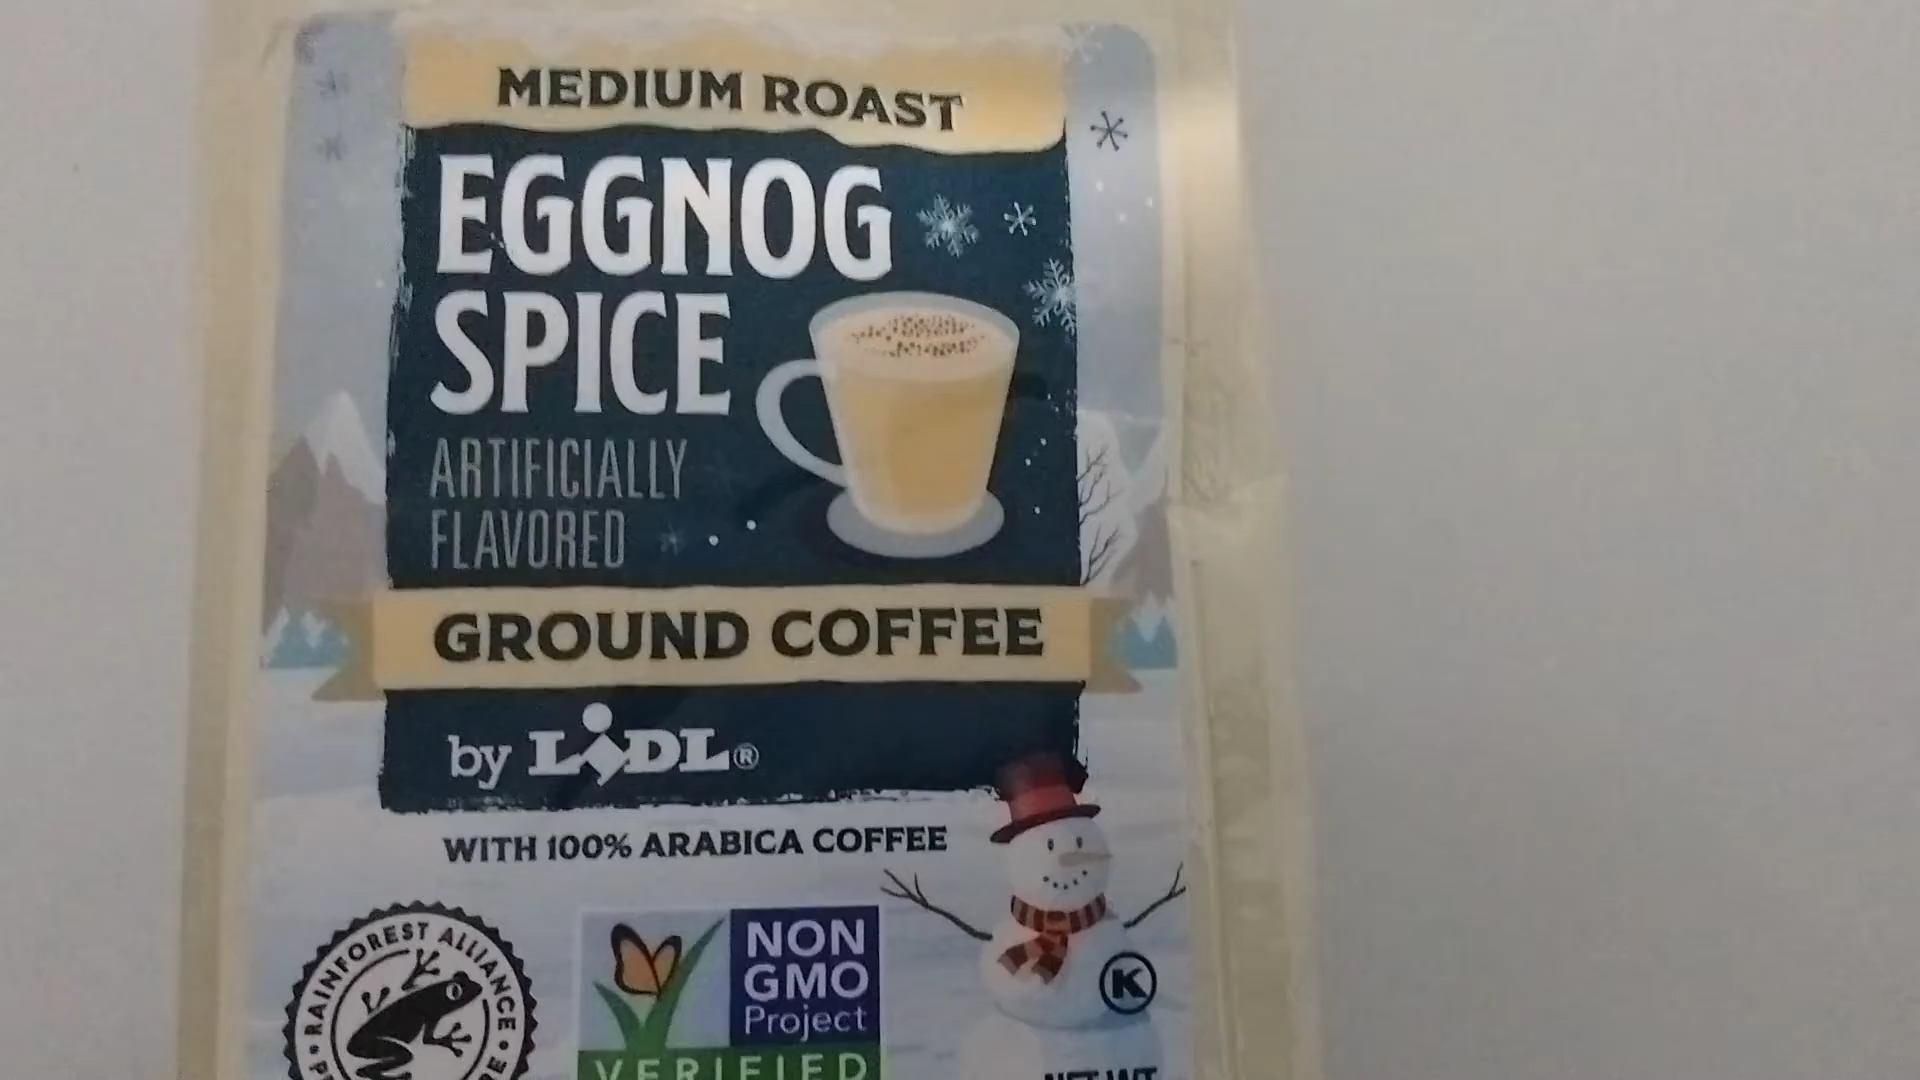 MEDIUM ROAST
EGGNOG
SPICE
ARTIFICIALLY
FLAVORED
GROUND COFFEE
by LIDL®
WITH 100% ARABICA COFFEE
RAINFOREST ALLIANCE
NON
GMO
Project
VERIFIED
K
NET WT